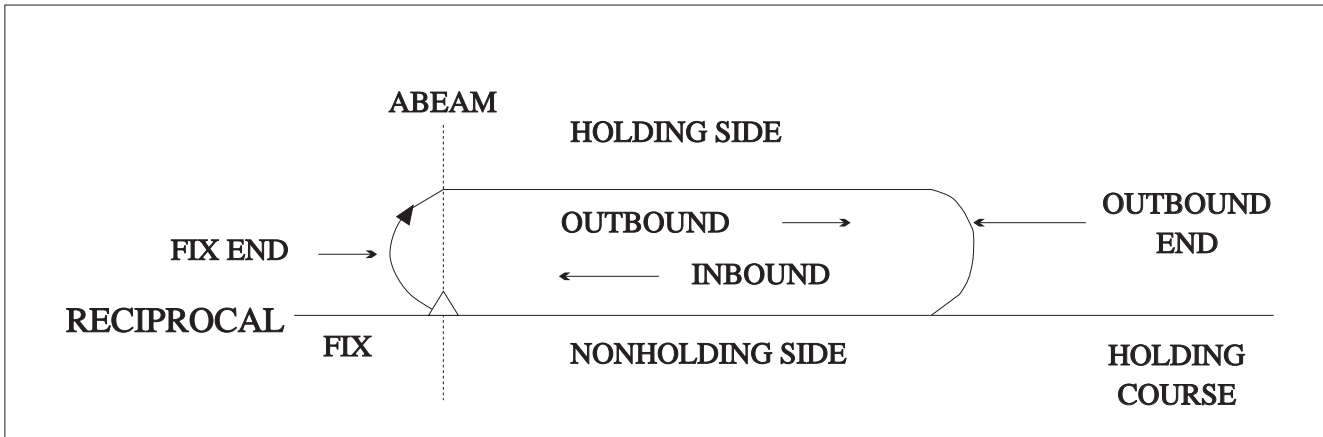 ABEAM
HOLDING SIDE
OUTBOUND
OUTBOUND
END
FIX END
INBOUND
RECIPROCAL
FIX
NONHOLDING SIDE
HOLDING
COURSE